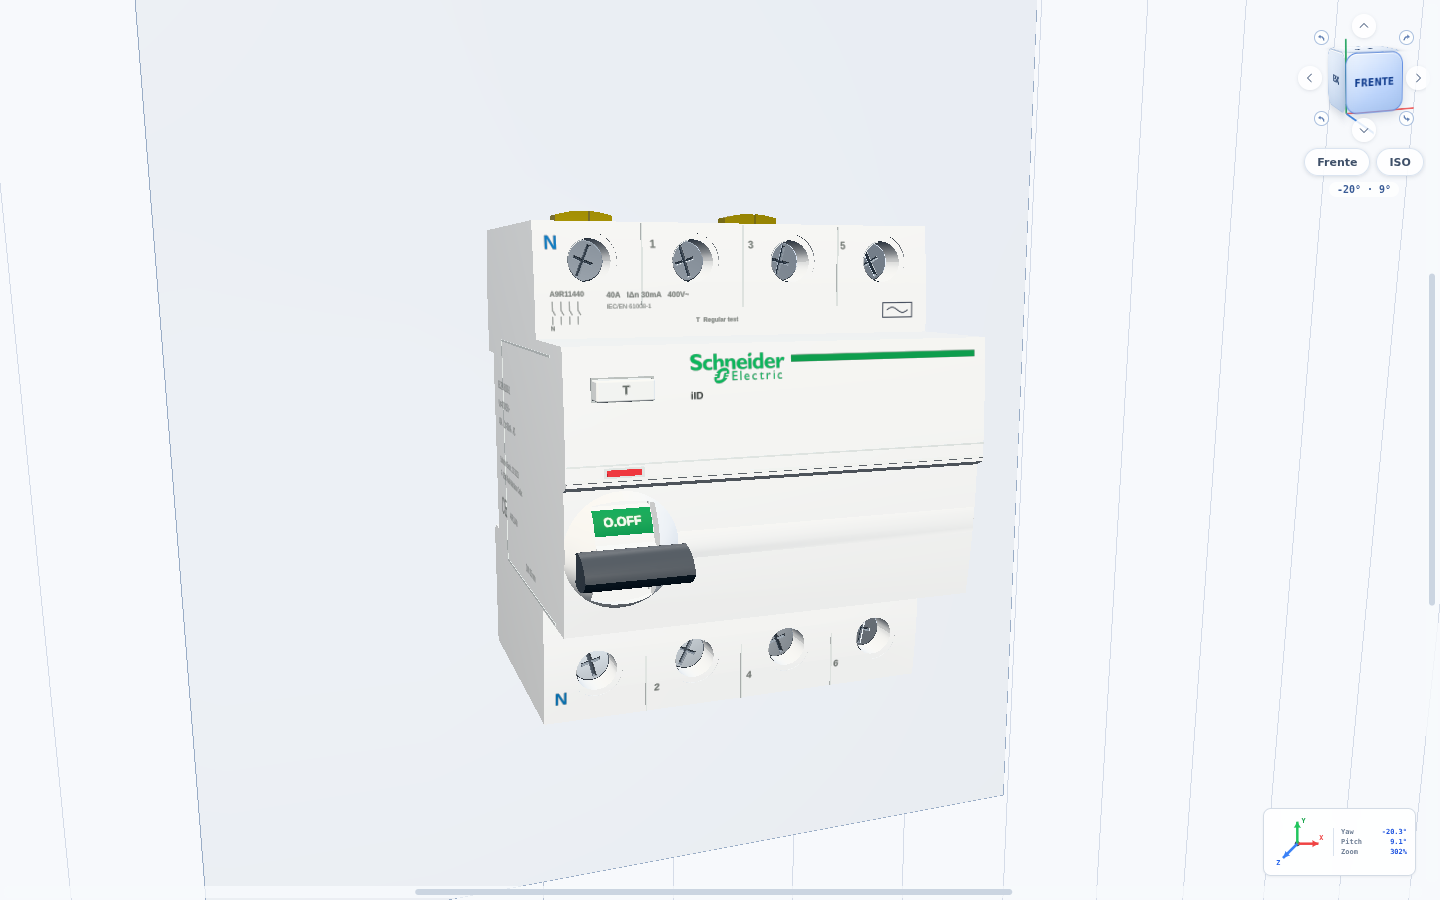 FRENTE
Frente ISO
-20° · 9°
N 1 3 5
A9R11440 40A IΔn 30mA 400V~
IEC/EN 61008-1
N
T Regular test
Schneider
Electric
T
iID
O.OFF
N 2 4 6
Y
X
Z
Yaw -20.3°
Pitch 9.1°
Zoom 302%